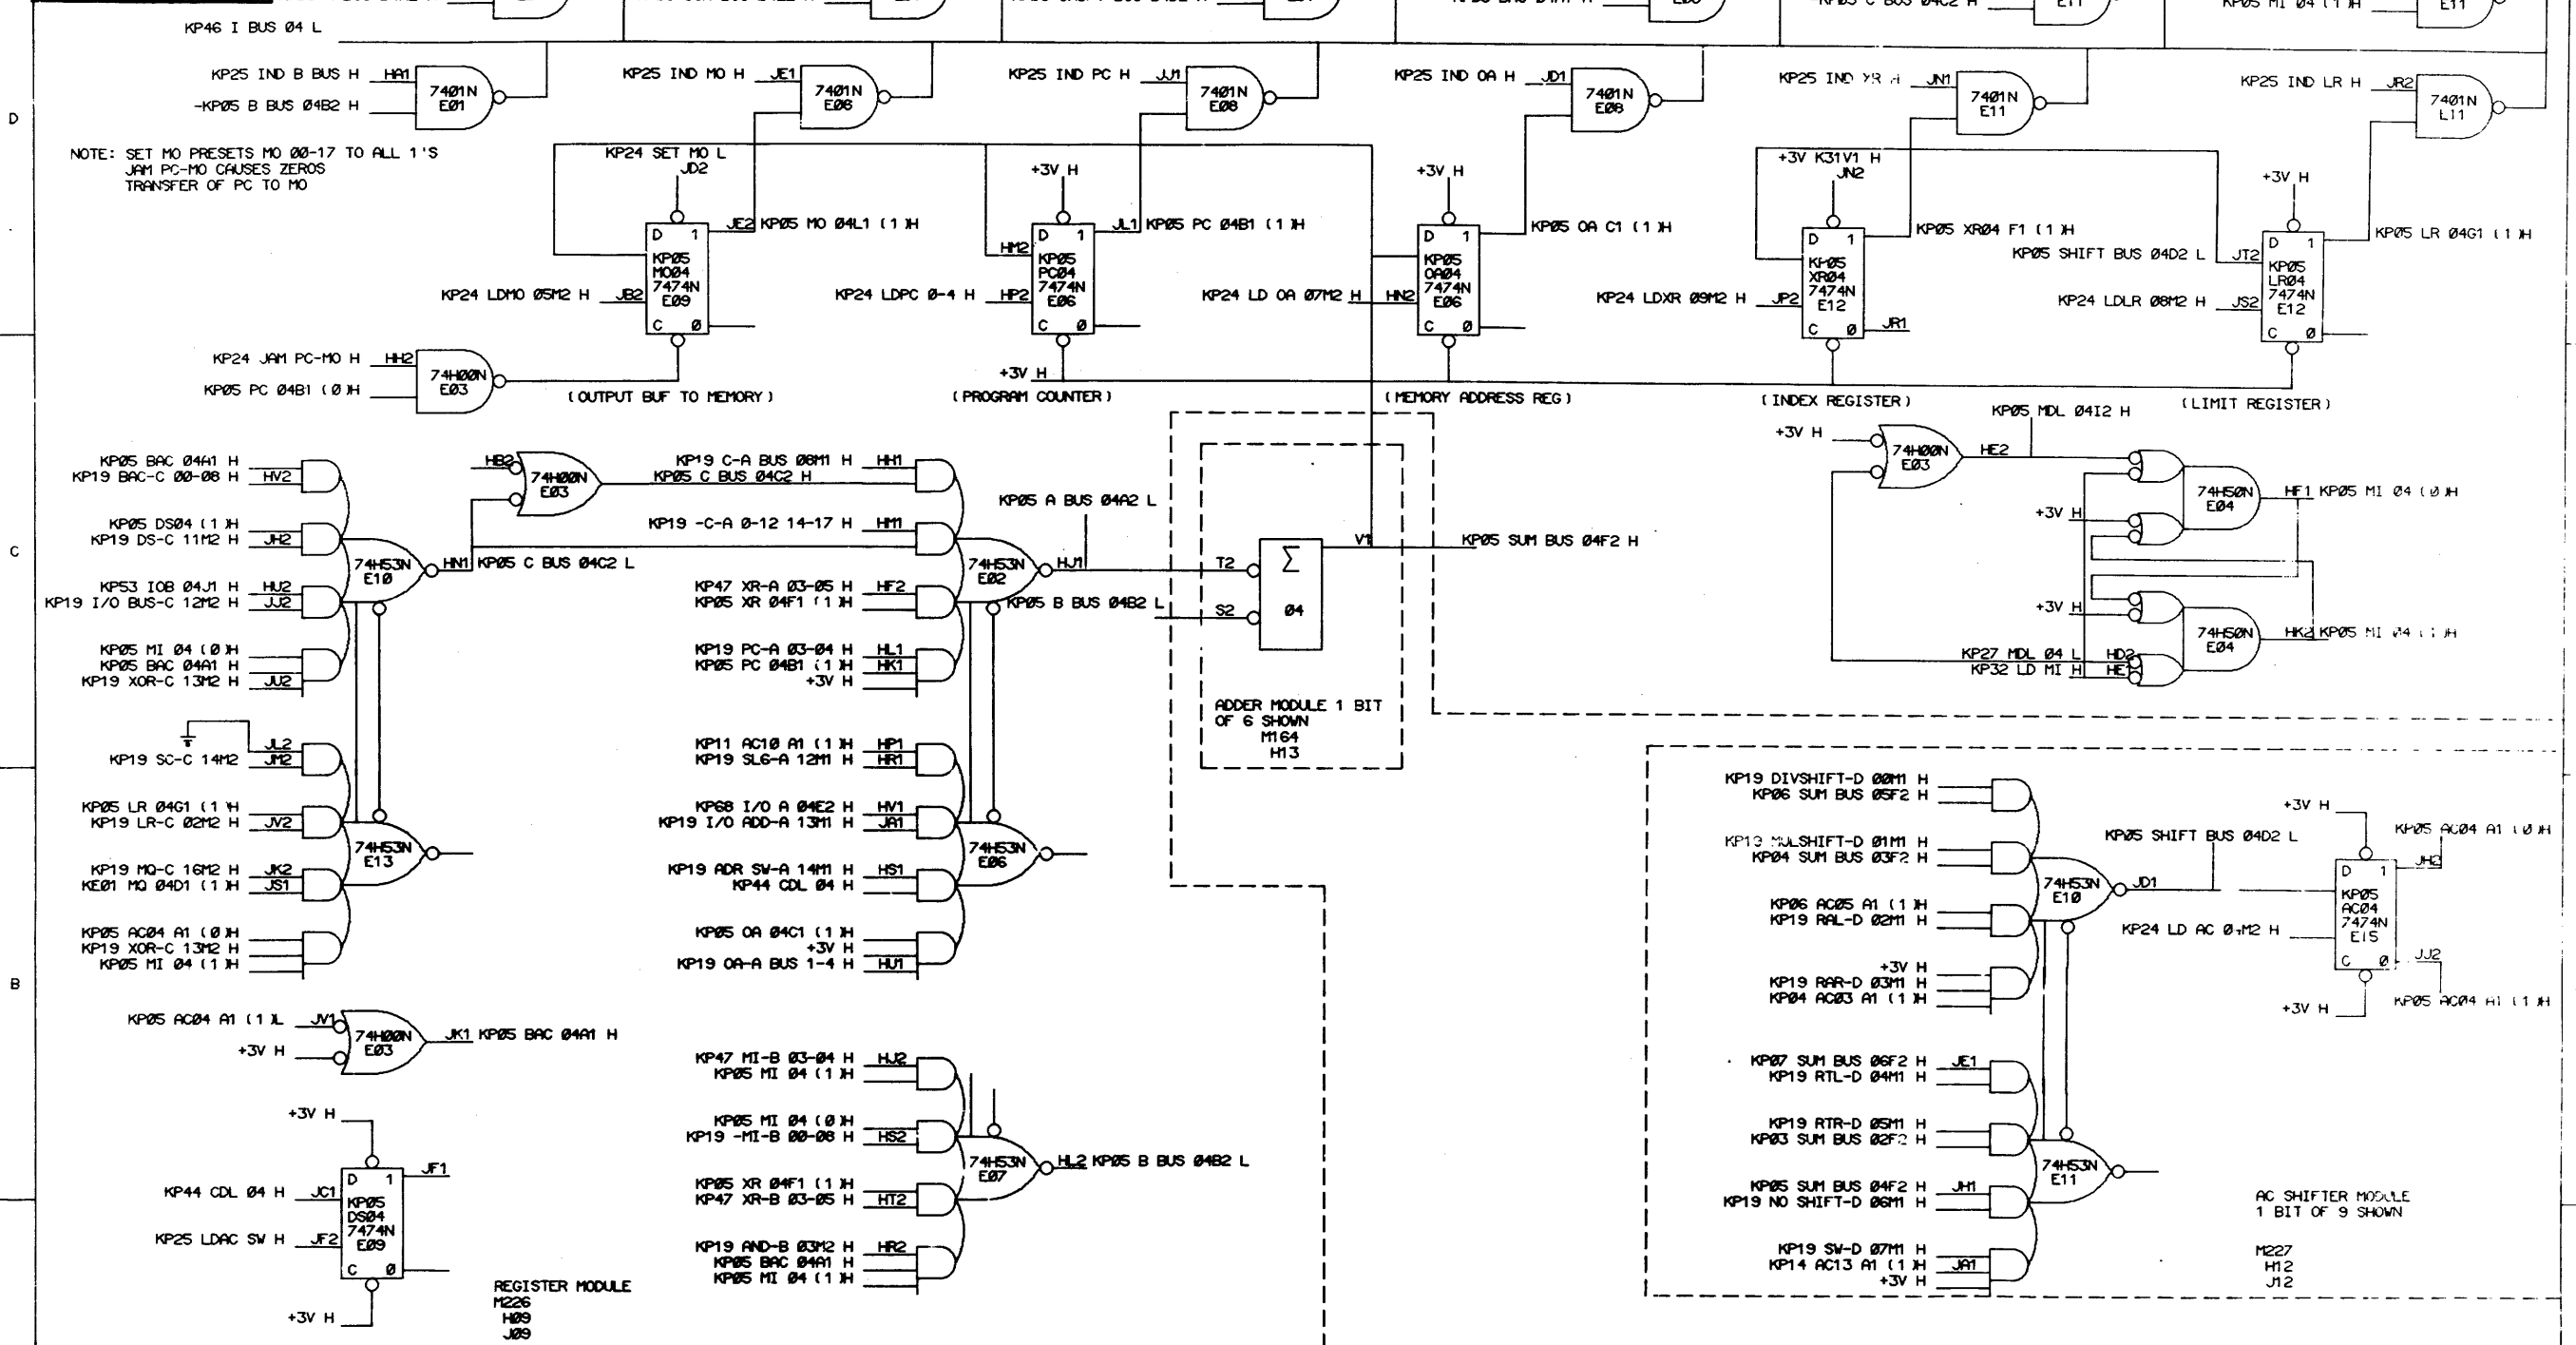 KP46 I BUS 04 L
E11
E11
KP25 IND B BUS H HA1
-KP05 B BUS 04B2 H
7401N
E01
KP25 IND MO H JE1
7401N
E08
KP25 IND PC H JJ1
7401N
E08
KP25 IND OA H JD1
7401N
E08
KP25 IND XR H JN1
7401N
E11
KP25 IND LR H JR2
7401N
E11
D
NOTE: SET MO PRESETS MO 00-17 TO ALL 1'S
JAM PC-MO CAUSES ZEROS
TRANSFER OF PC TO MO
KP24 SET MO L
JD2
JE2 KP05 MO 04L1 (1)H
D 1
KP05
MO04
7474N
E09
C 0
KP24 LDMO 05M2 H JB2
+3V H
HM2
JL1 KP05 PC 04B1 (1)H
D 1
KP05
PC04
7474N
E06
C 0
KP24 LDPC 0-4 H HP2
+3V H
+3V H
KP05 OA C1 (1)H
D 1
KP05
OA04
7474N
E06
C 0
KP24 LD OA 07M2 H HN2
+3V K31V1 H
JN2
KP05 XR04 F1 (1)H
D 1
KP05
XR04
7474N
E12
C 0
JR1
KP24 LDXR 09M2 H JP2
+3V H
KP05 LR 04G1 (1)H
KP05 SHIFT BUS 04D2 L JT2
D 1
KP05
LR04
7474N
E12
C 0
KP24 LDLR 08M2 H JS2
KP24 JAM PC-MO H HH2
KP05 PC 04B1 (0)H
74H00N
E03
(OUTPUT BUF TO MEMORY)
(PROGRAM COUNTER)
(MEMORY ADDRESS REG)
(INDEX REGISTER)
(LIMIT REGISTER)
C
KP05 BAC 04A1 H
KP19 BAC-C 00-08 H HV2
KP05 DS04 (1)H
KP19 DS-C 11M2 H JH2
KP53 IOB 04J1 H HU2
KP19 I/O BUS-C 12M2 H JJ2
KP05 MI 04 (0)H
KP05 BAC 04A1 H
KP19 XOR-C 13M2 H JU2
74H53N
E10
HN1 KP05 C BUS 04C2 L
HB2
74H00N
E03
KP19 C-A BUS 08M1 H HH1
KP05 C BUS 04C2 H
KP19 -C-A 0-12 14-17 H HM1
KP47 XR-A 03-05 H HF2
KP05 XR 04F1 (1)H
KP19 PC-A 03-04 H HL1
KP05 PC 04B1 (1)H HK1
+3V H
74H53N
E02
HJ1
KP05 A BUS 04A2 L
KP05 B BUS 04B2 L
T2
S2
Σ
04
V1
KP05 SUM BUS 04F2 H
ADDER MODULE 1 BIT
OF 6 SHOWN
M164
H13
KP05 MDL 04I2 H
+3V H
74H00N
E03
HE2
74H50N
E04
HF1 KP05 MI 04 (0)H
+3V H
+3V H
74H50N
E04
HK2 KP05 MI 04 (1)H
KP27 MDL 04 L HD2
KP32 LD MI H HE1
KP19 SC-C 14M2
JL2
JM2
KP05 LR 04G1 (1)H
KP19 LR-C 02M2 H JV2
KP19 MQ-C 16M2 H JK2
KE01 MQ 04D1 (1)H JS1
KP05 AC04 A1 (0)H
KP19 XOR-C 13M2 H
KP05 MI 04 (1)H
74H53N
E13
KP11 AC10 A1 (1)H HP1
KP19 SL6-A 12M1 H HR1
KP68 I/O A 04E2 H HV1
KP19 I/O ADD-A 13M1 H JA1
KP19 ADR SW-A 14M1 H HS1
KP44 CDL 04 H
KP05 OA 04C1 (1)H
+3V H
KP19 OA-A BUS 1-4 H HU1
74H53N
E06
KP19 DIVSHIFT-D 00M1 H
KP06 SUM BUS 05F2 H
KP19 MULSHIFT-D 01M1 H
KP04 SUM BUS 03F2 H
KP06 AC05 A1 (1)H
KP19 RAL-D 02M1 H
+3V H
KP19 RAR-D 03M1 H
KP04 AC03 A1 (1)H
74H53N
E10
JD1
KP05 SHIFT BUS 04D2 L
+3V H
KP05 AC04 A1 (0)H
JH2
D 1
KP05
AC04
7474N
E15
C 0
JJ2
KP05 AC04 A1 (1)H
+3V H
B
KP05 AC04 A1 (1)L JV1
+3V H
74H00N
E03
JK1 KP05 BAC 04A1 H
KP47 MI-B 03-04 H HJ2
KP05 MI 04 (1)H
KP05 MI 04 (0)H
KP19 -MI-B 00-08 H HS2
KP05 XR 04F1 (1)H
KP47 XR-B 03-05 H HT2
KP19 AND-B 03M2 H HR2
KP05 BAC 04A1 H
KP05 MI 04 (1)H
74H53N
E07
HL2 KP05 B BUS 04B2 L
KP07 SUM BUS 06F2 H JE1
KP19 RTL-D 04M1 H
KP19 RTR-D 05M1 H
KP03 SUM BUS 02F2 H
KP05 SUM BUS 04F2 H JH1
KP19 NO SHIFT-D 06M1 H
KP19 SW-D 07M1 H
KP14 AC13 A1 (1)H JA1
+3V H
74H53N
E11
AC SHIFTER MODULE
1 BIT OF 9 SHOWN
M227
H12
J12
+3V H
JF1
D 1
KP05
DS04
7474N
E09
C 0
KP44 CDL 04 H JC1
KP25 LDAC SW H JF2
+3V H
REGISTER MODULE
M226
H09
J09